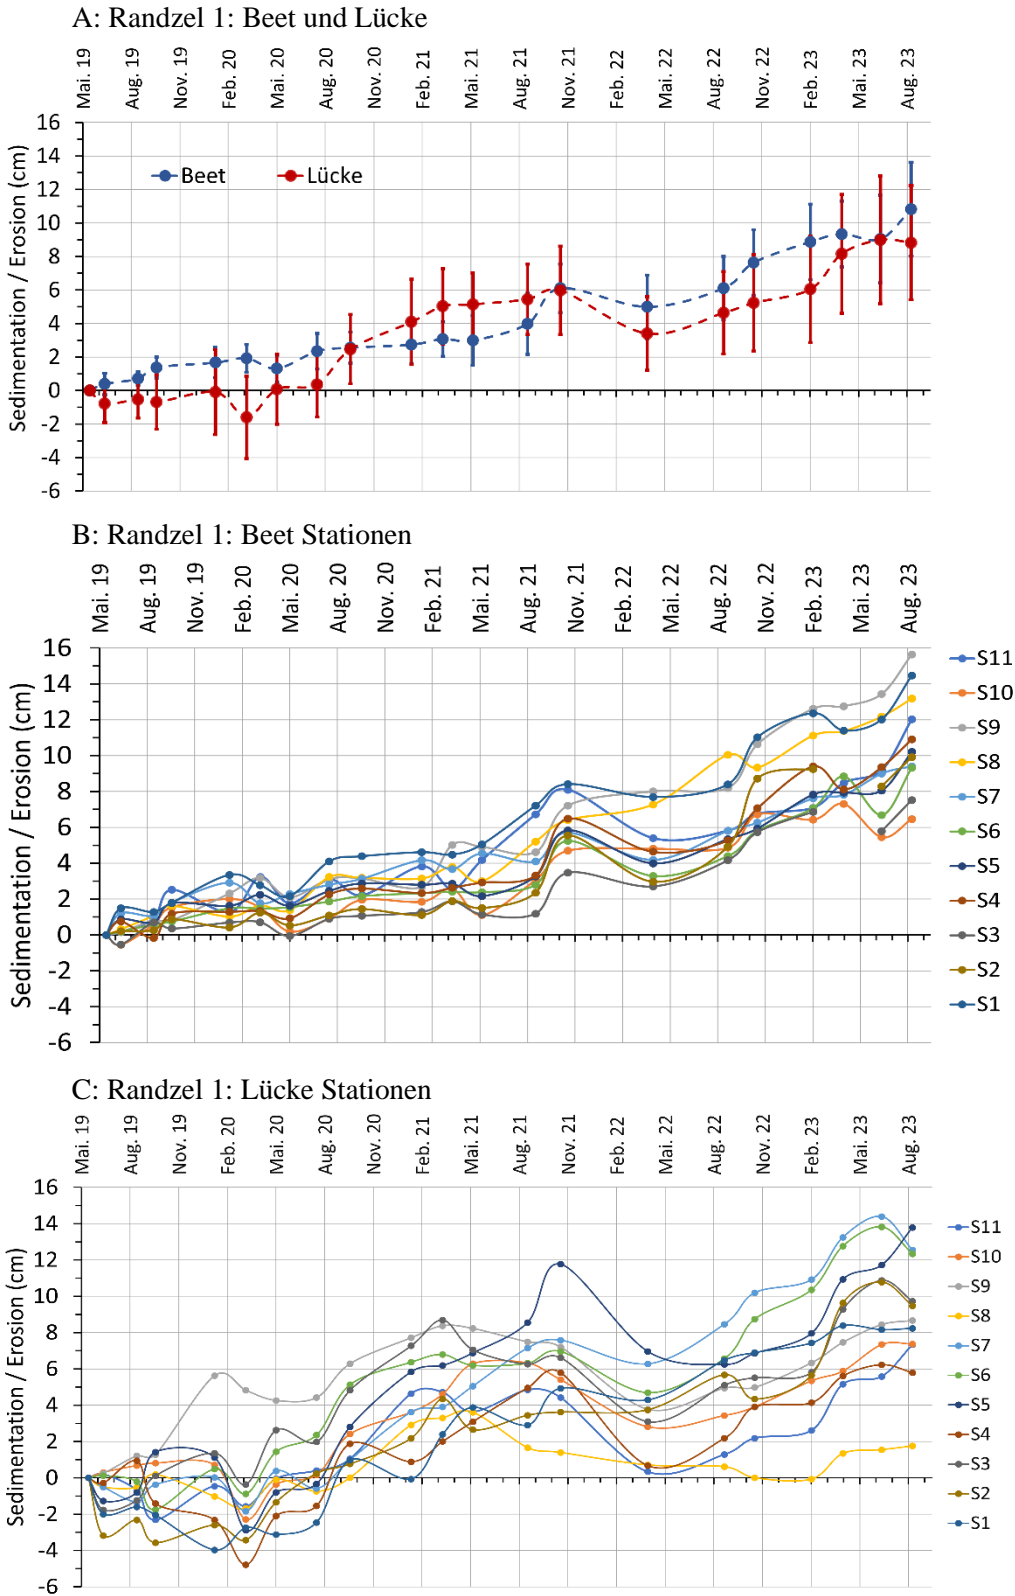 A: Randzel 1: Beet und Lücke
Mai. 19 Aug. 19 Nov. 19 Feb. 20 Mai. 20 Aug. 20 Nov. 20 Feb. 21 Mai. 21 Aug. 21 Nov. 21 Feb. 22 Mai. 22 Aug. 22 Nov. 22 Feb. 23 Mai. 23 Aug. 23
Sedimentation / Erosion (cm)
16
14
12
10
8
6
4
2
0
-2
-4
-6
Beet Lücke
B: Randzel 1: Beet Stationen
Mai. 19 Aug. 19 Nov. 19 Feb. 20 Mai. 20 Aug. 20 Nov. 20 Feb. 21 Mai. 21 Aug. 21 Nov. 21 Feb. 22 Mai. 22 Aug. 22 Nov. 22 Feb. 23 Mai. 23 Aug. 23
Sedimentation / Erosion (cm)
16
14
12
10
8
6
4
2
0
-2
-4
-6
S11
S10
S9
S8
S7
S6
S5
S4
S3
S2
S1
C: Randzel 1: Lücke Stationen
Mai. 19 Aug. 19 Nov. 19 Feb. 20 Mai. 20 Aug. 20 Nov. 20 Feb. 21 Mai. 21 Aug. 21 Nov. 21 Feb. 22 Mai. 22 Aug. 22 Nov. 22 Feb. 23 Mai. 23 Aug. 23
Sedimentation / Erosion (cm)
16
14
12
10
8
6
4
2
0
-2
-4
-6
S11
S10
S9
S8
S7
S6
S5
S4
S3
S2
S1